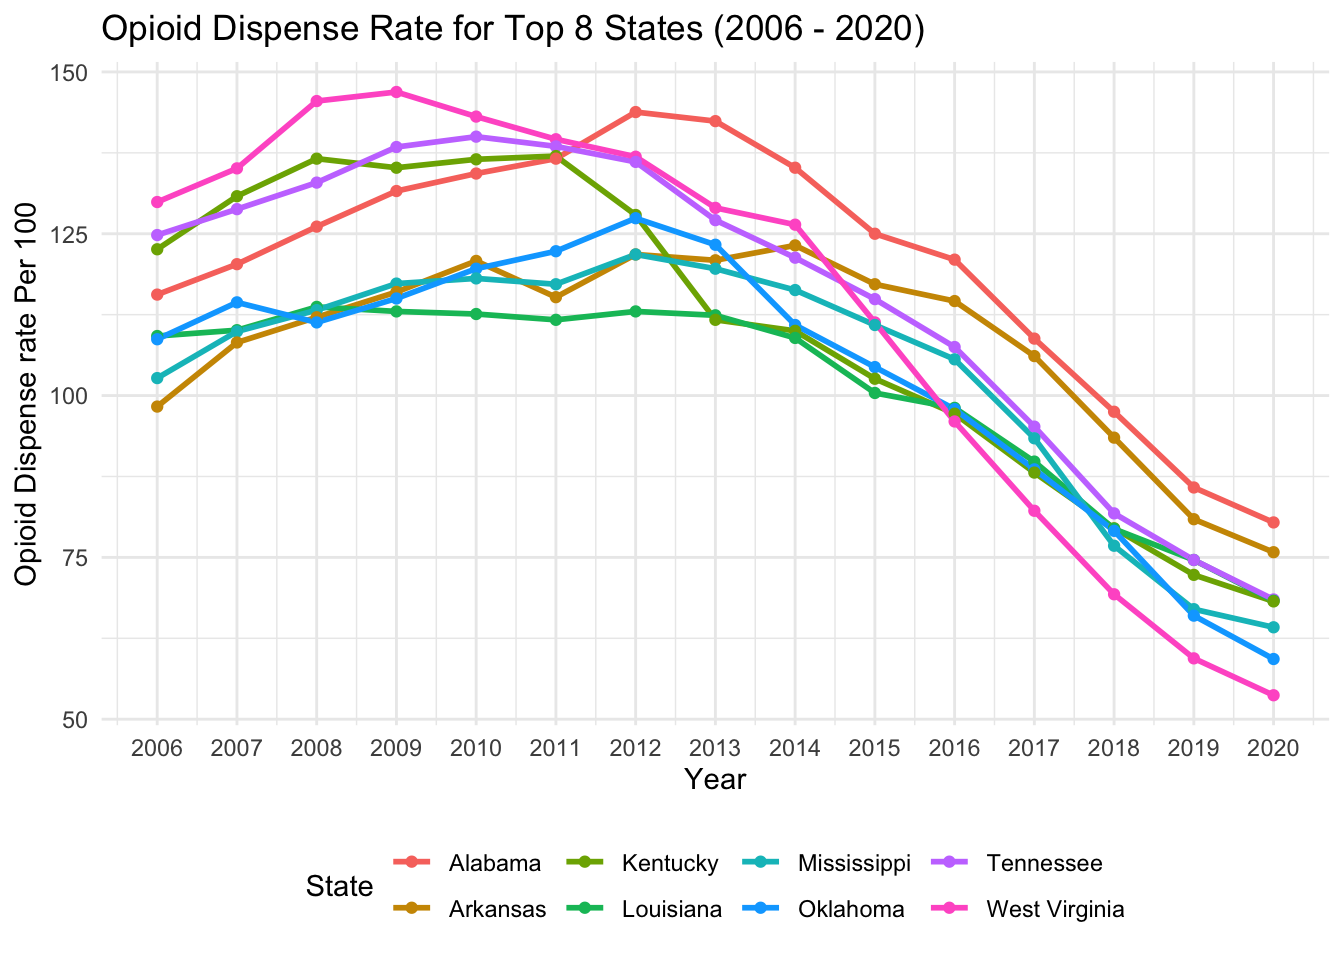 Opioid Dispense Rate for Top 8 States (2006 - 2020)
150
125
100
75
50
Opioid Dispense rate Per 100
2006 2007 2008 2009 2010 2011 2012 2013 2014 2015 2016 2017 2018 2019 2020
Year
State
Alabama Kentucky Mississippi Tennessee
Arkansas Louisiana Oklahoma West Virginia